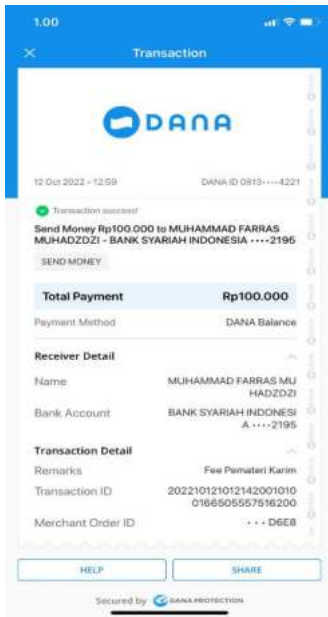 1.00
Transaction
DANA
12 Oct 2022 - 12:59 DANA ID 0813····4221
Transaction success!
Send Money Rp100.000 to MUHAMMAD FARRAS
MUHADZDZI - BANK SYARIAH INDONESIA ····2195
SEND MONEY
Total Payment Rp100.000
Payment Method DANA Balance
Receiver Detail
Name MUHAMMAD FARRAS MU
HADZDZI
Bank Account BANK SYARIAH INDONESI
A ····2195
Transaction Detail
Remarks Fee Pemateri Karim
Transaction ID 202210121012142001010
0166505557516200
Merchant Order ID ··· D6E8
HELP SHARE
Secured by DANA PROTECTION